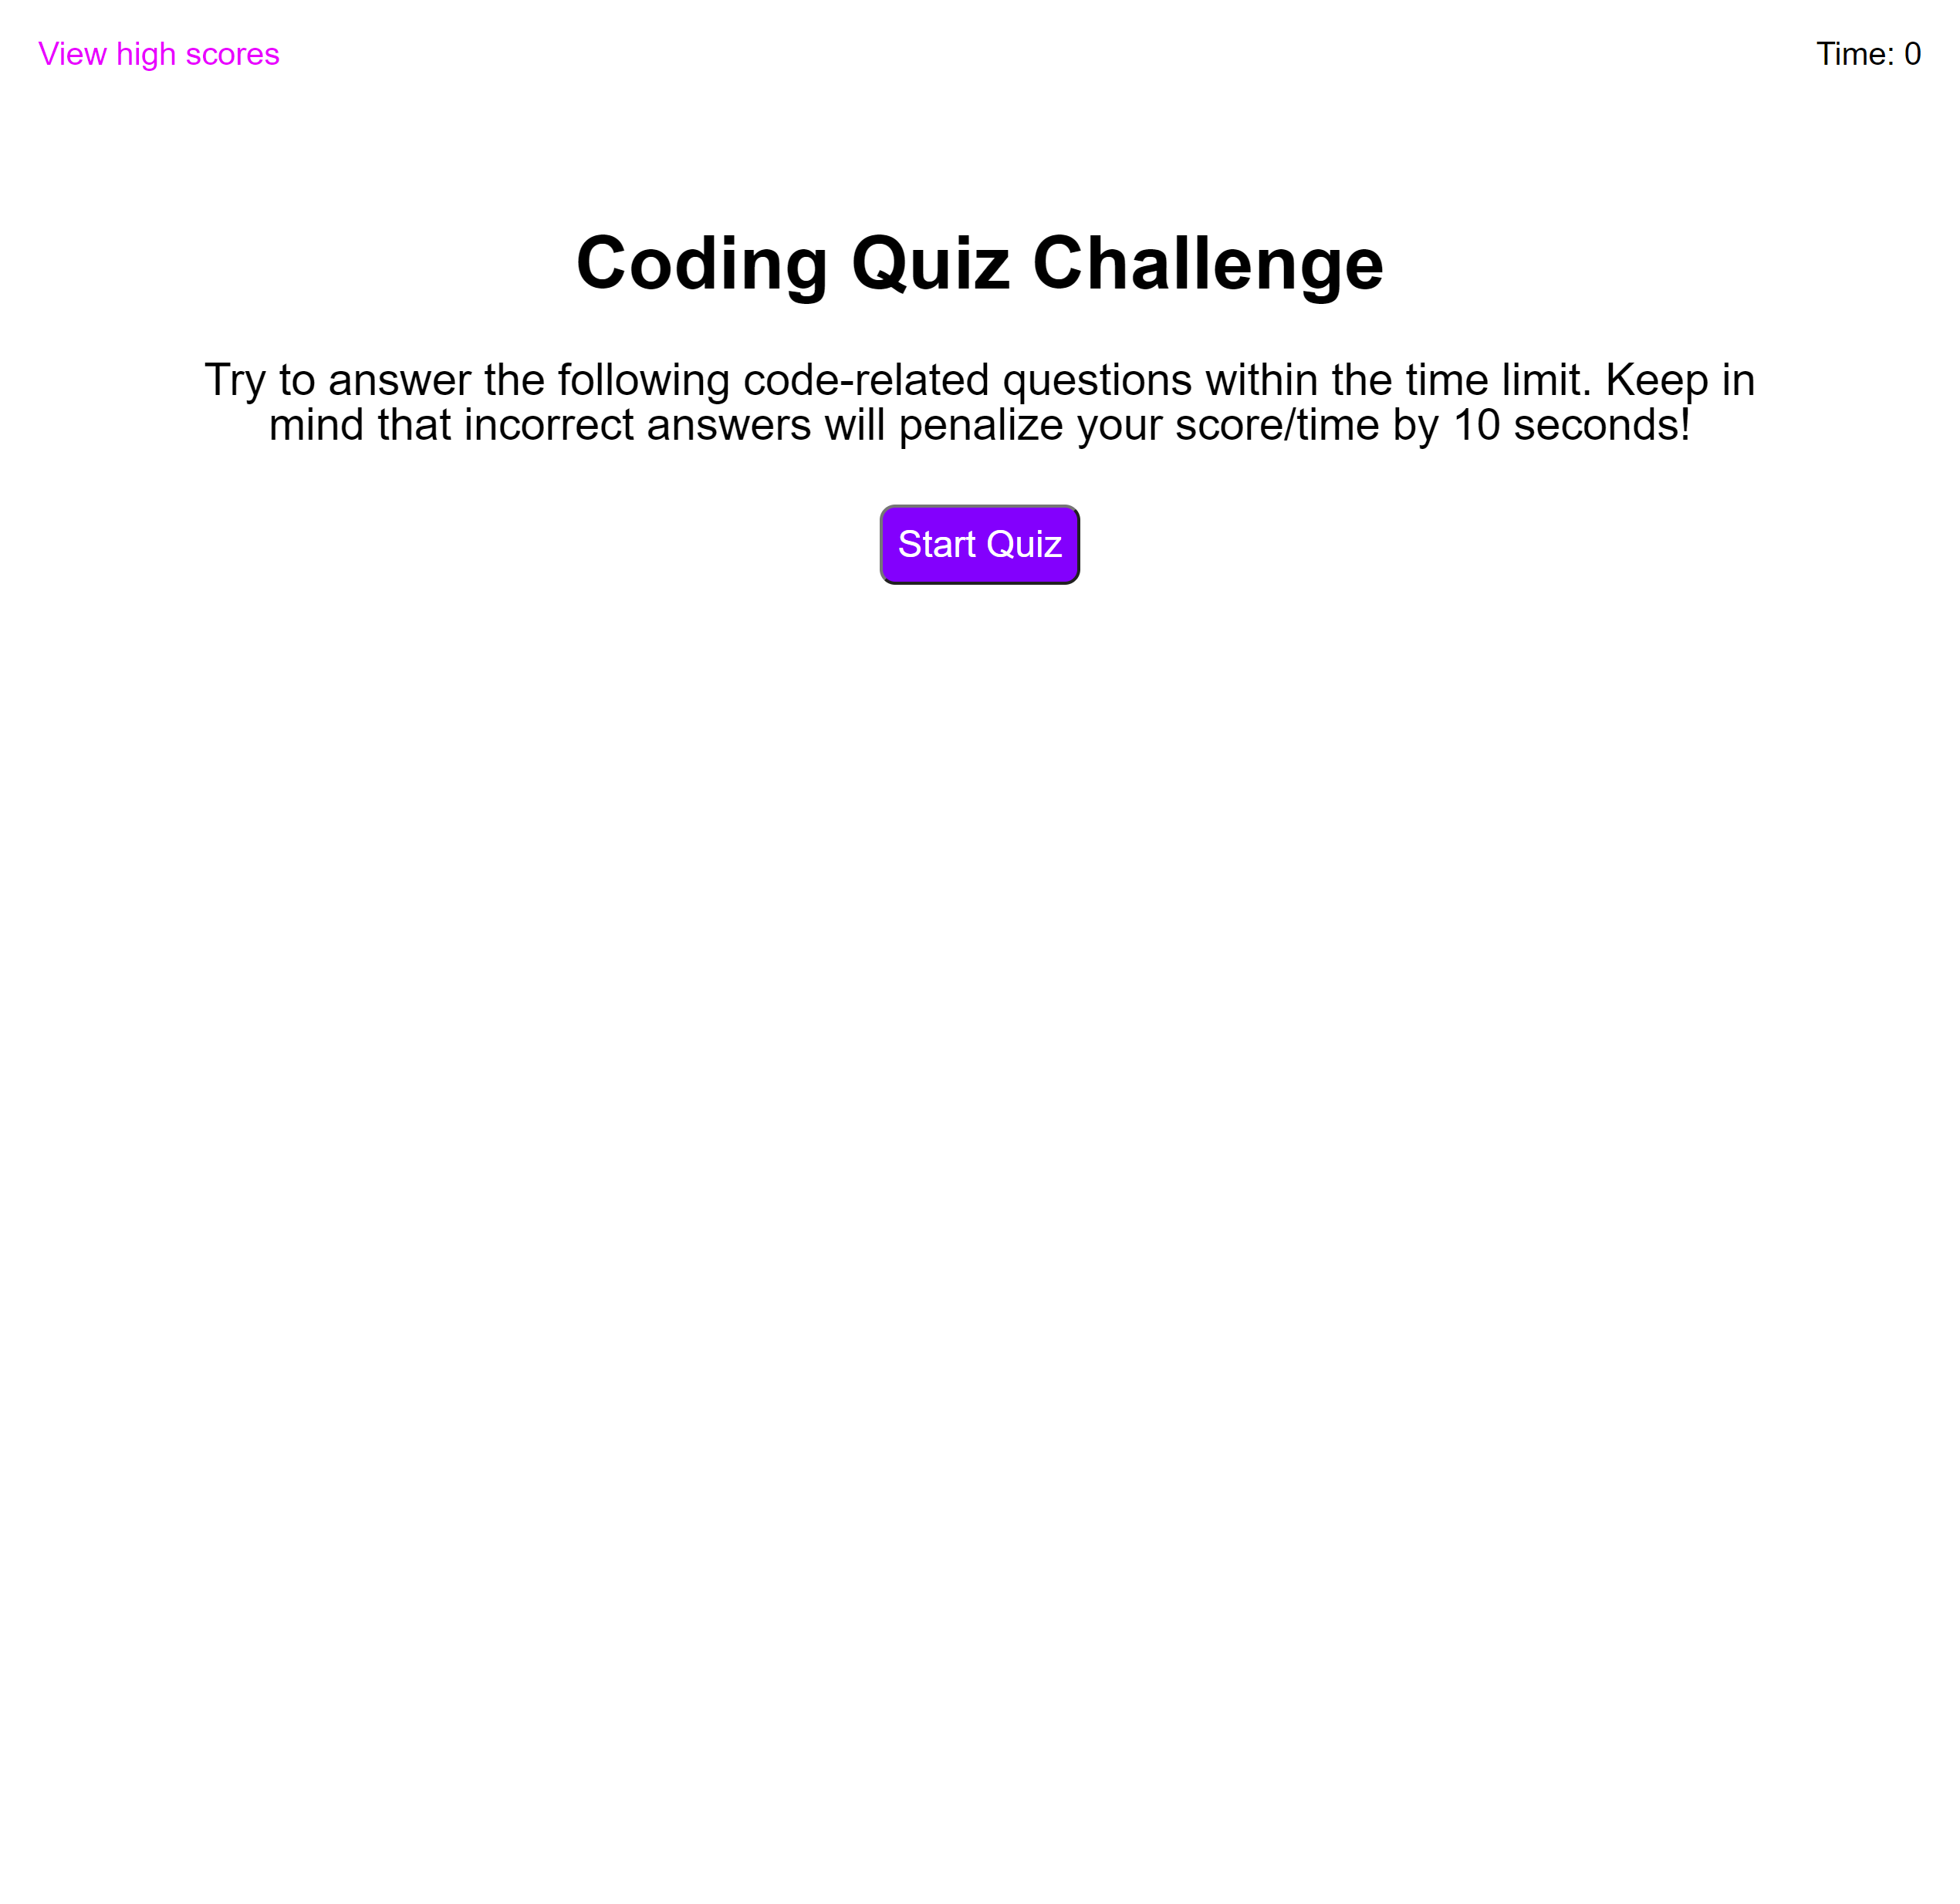 View high scores
Time: 0
Coding Quiz Challenge
Try to answer the following code-related questions within the time limit. Keep in
mind that incorrect answers will penalize your score/time by 10 seconds!
Start Quiz